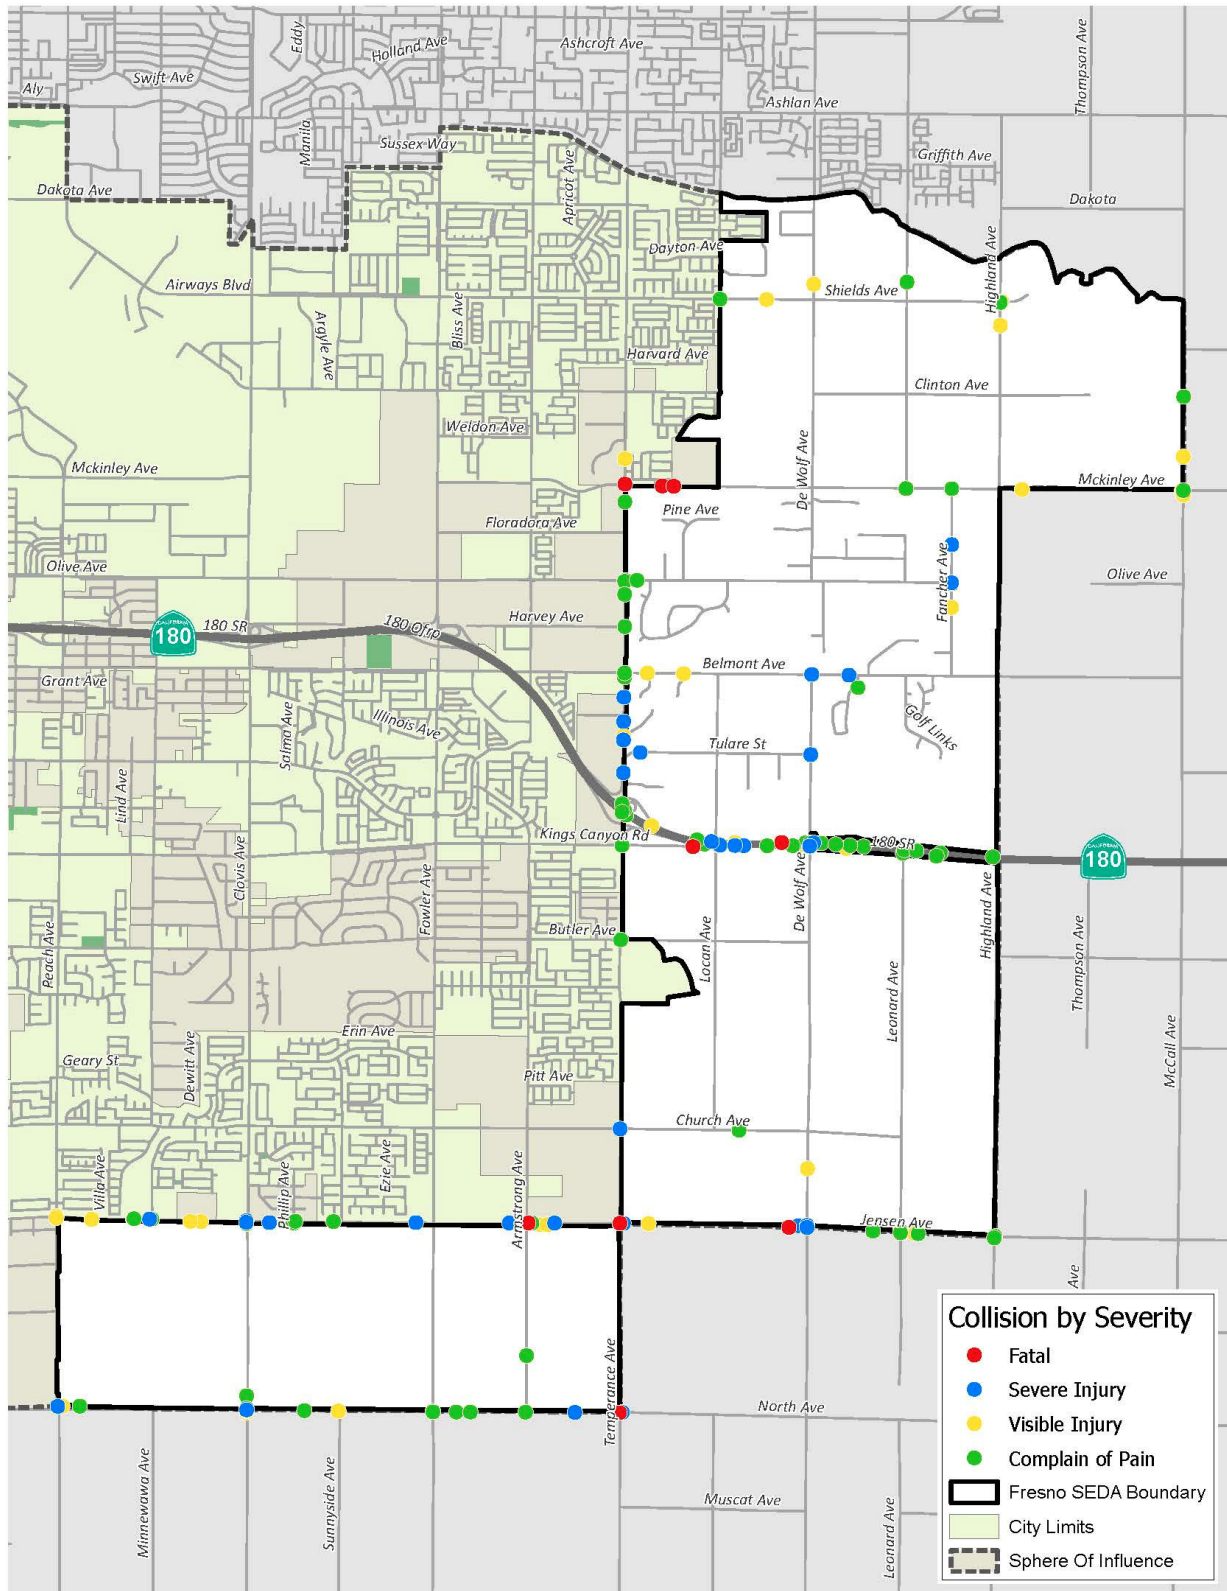 Thompson Ave
Eddy
Holland Ave
Ashcroft Ave
Swift Ave
Aly
Ashlan Ave
Manila
Sussex Way
Apricot Ave
Griffith Ave
Dakota Ave
Dakota
Dayton Ave
Highland Ave
Airways Blvd
Shields Ave
Argyle Ave
Bliss Ave
Harvard Ave
Clinton Ave
Weldon Ave
De Wolf Ave
Mckinley Ave
Mckinley Ave
Floradora Ave
Pine Ave
Fancher Ave
Olive Ave
Olive Ave
Harvey Ave
CALIFORNIA
180
180 SR
180 Ofrp
Grant Ave
Belmont Ave
Salma Ave
Illinois Ave
Golf Links
Tulare St
Lind Ave
Kings Canyon Rd
180 SR
CALIFORNIA
180
Clovis Ave
Fowler Ave
De Wolf Ave
Highland Ave
Butler Ave
Peach Ave
Locan Ave
Leonard Ave
Thompson Ave
McCall Ave
Erin Ave
Geary St
Dewitt Ave
Pitt Ave
Church Ave
Villa Ave
Phillip Ave
Ezie Ave
Armstrong Ave
Jensen Ave
Ave
Temperance Ave
North Ave
Minnewawa Ave
Sunnyside Ave
Muscat Ave
Leonard Ave
Collision by Severity
Fatal
Severe Injury
Visible Injury
Complain of Pain
Fresno SEDA Boundary
City Limits
Sphere Of Influence